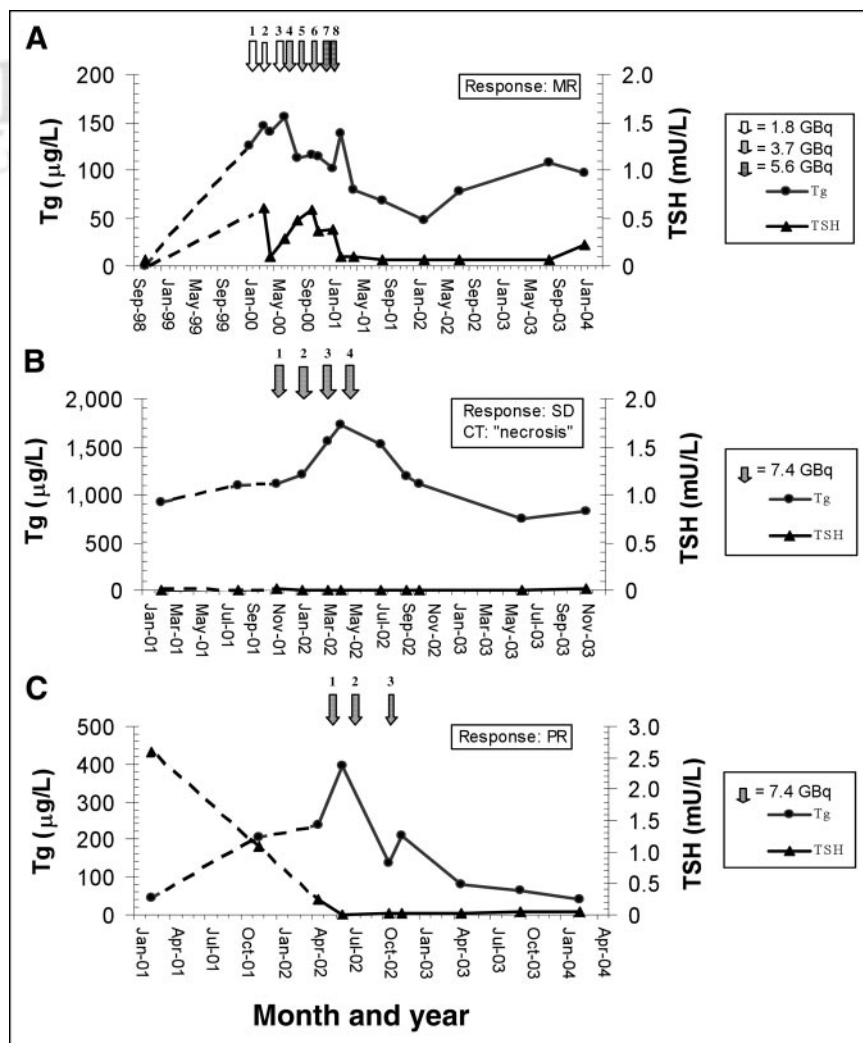 A
1 2 3 4 5 6 7 8
Response: MR
Tg (µg/L)
200
150
100
50
0
TSH (mU/L)
2.0
1.5
1.0
0.5
0.0
Sep-98
Jan-99
May-99
Sep-99
Jan-00
May-00
Sep-00
Jan-01
May-01
Sep-01
Jan-02
May-02
Sep-02
Jan-03
May-03
Sep-03
Jan-04
= 1.8 GBq
= 3.7 GBq
= 5.6 GBq
Tg
TSH
B
1 2 3 4
Response: SD
CT: "necrosis"
Tg (µg/L)
2,000
1,500
1,000
500
0
TSH (mU/L)
2.0
1.5
1.0
0.5
0.0
Jan-01
Mar-01
May-01
Jul-01
Sep-01
Nov-01
Jan-02
Mar-02
May-02
Jul-02
Sep-02
Nov-02
Jan-03
Mar-03
May-03
Jul-03
Sep-03
Nov-03
= 7.4 GBq
Tg
TSH
C
1 2 3
Response: PR
Tg (µg/L)
500
400
300
200
100
0
TSH (mU/L)
3.0
2.5
2.0
1.5
1.0
0.5
0.0
Jan-01
Apr-01
Jul-01
Oct-01
Jan-02
Apr-02
Jul-02
Oct-02
Jan-03
Apr-03
Jul-03
Oct-03
Jan-04
Apr-04
= 7.4 GBq
Tg
TSH
Month and year